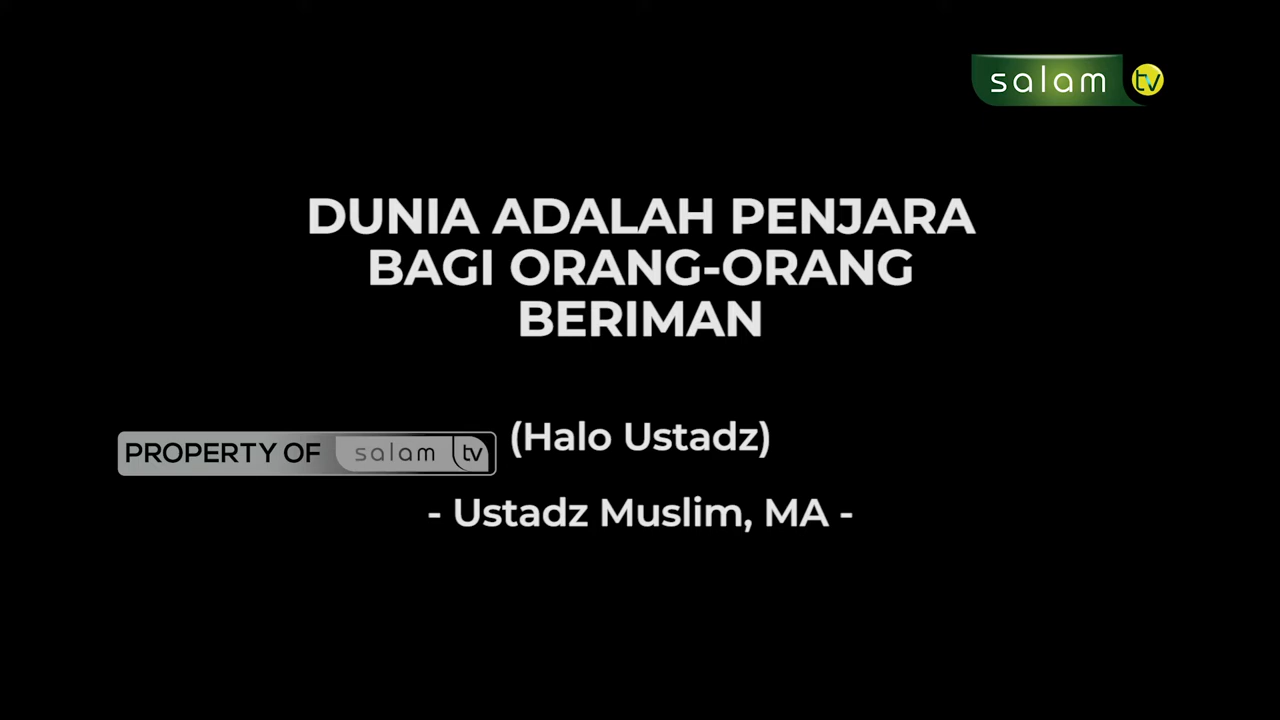 salam tv
DUNIA ADALAH PENJARA
BAGI ORANG-ORANG
BERIMAN
(Halo Ustadz)
PROPERTY OF salam tv
- Ustadz Muslim, MA -